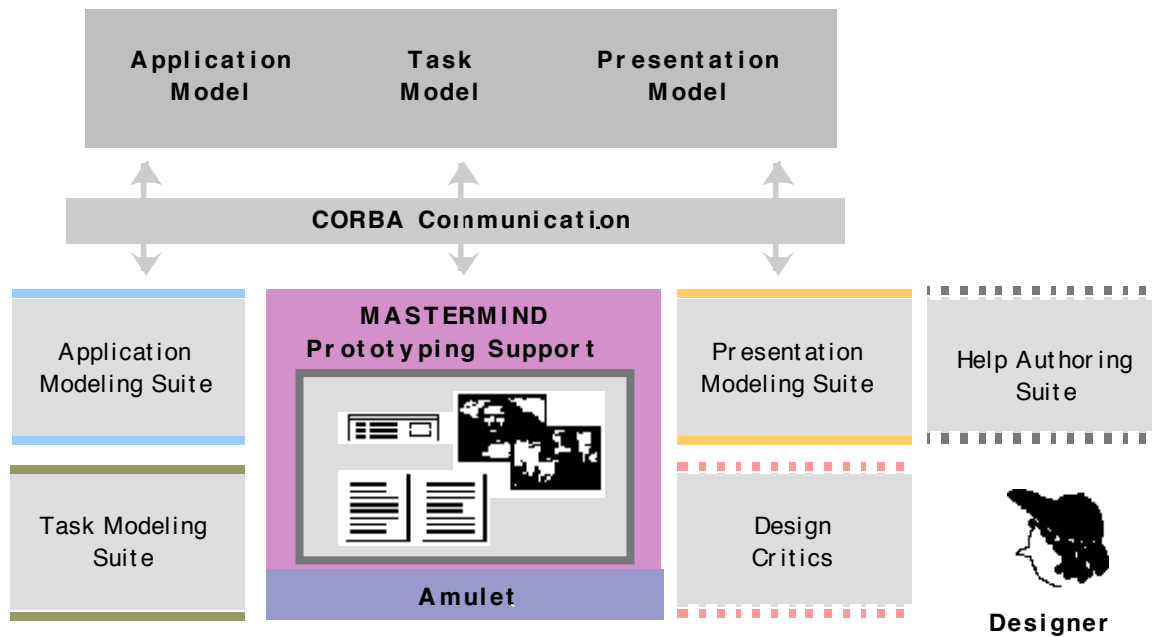 Application
Model
Task
Model
Presentation
Model
CORBA Communication
Application
Modeling Suite
MASTERMIND
Prototyping Support
Presentation
Modeling Suite
Help Authoring
Suite
Task Modeling
Suite
Design
Critics
Amulet
Designer